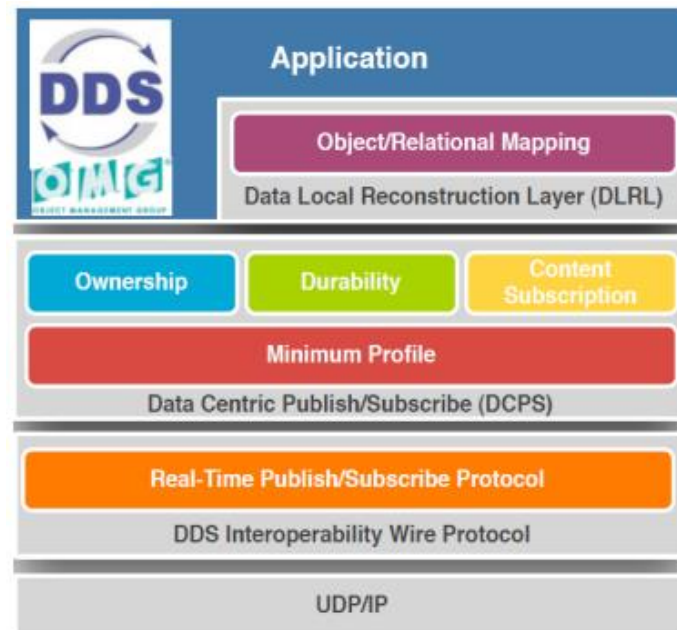 DDS
OMG
OBJECT MANAGEMENT GROUP
Application
Object/Relational Mapping
Data Local Reconstruction Layer (DLRL)
Ownership
Durability
Content
Subscription
Minimum Profile
Data Centric Publish/Subscribe (DCPS)
Real-Time Publish/Subscribe Protocol
DDS Interoperability Wire Protocol
UDP/IP